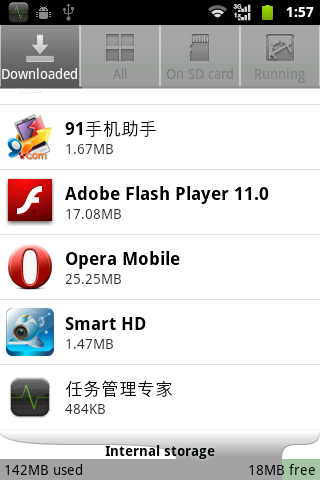 3G
1:57
Downloaded
All
On SD card
Running
91手机助手
1.67MB
Adobe Flash Player 11.0
17.08MB
Opera Mobile
25.25MB
Smart HD
1.47MB
任务管理专家
484KB
Internal storage
142MB used
18MB free